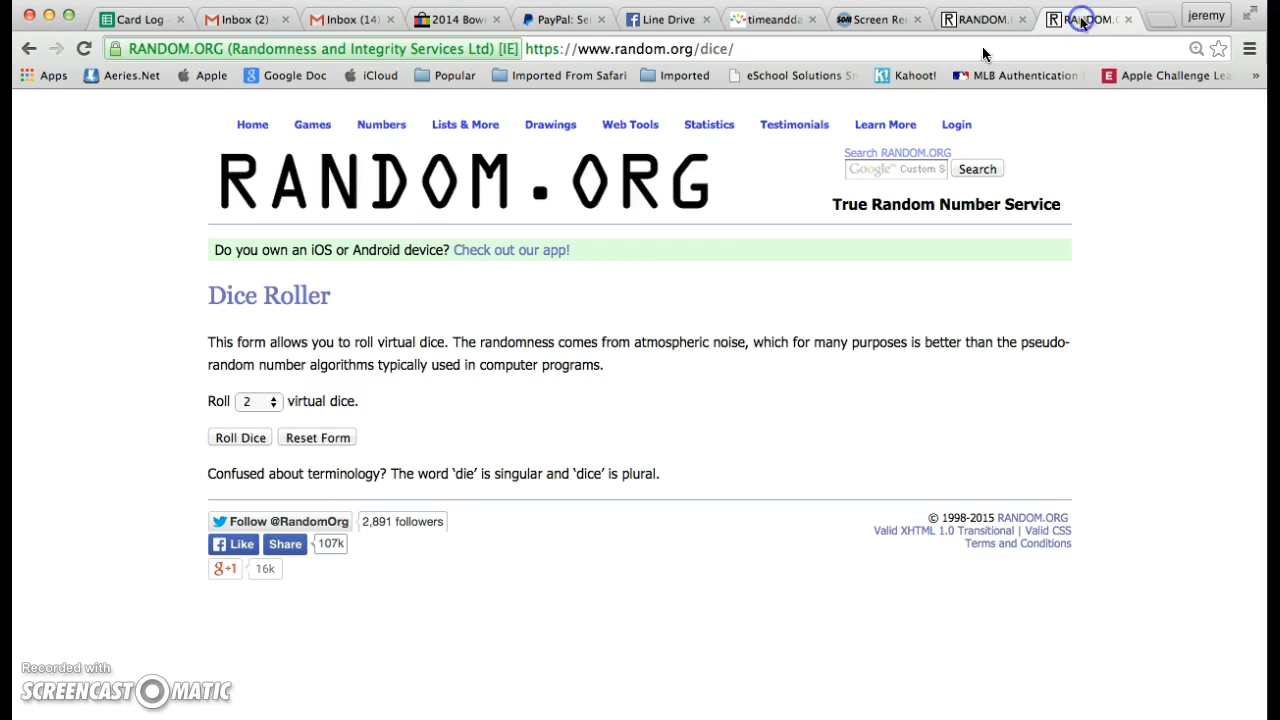 Card Log
Inbox (2)
Inbox (14)
2014 Bow
PayPal: Se
Line Drive
timeandd
Screen Re
RANDOM.
RANDOM.
jeremy
RANDOM.ORG (Randomness and Integrity Services Ltd) [IE] https://www.random.org/dice/
Apps Aeries.Net Apple Google Doc iCloud Popular Imported From Safari Imported eSchool Solutions Sm Kahoot! MLB Authentication Apple Challenge Lea »
Home Games Numbers Lists & More Drawings Web Tools Statistics Testimonials Learn More Login
RANDOM.ORG
Search RANDOM.ORG
Google™ Custom S Search
True Random Number Service
Do you own an iOS or Android device? Check out our app!
Dice Roller
This form allows you to roll virtual dice. The randomness comes from atmospheric noise, which for many purposes is better than the pseudo-
random number algorithms typically used in computer programs.
Roll 2 virtual dice.
Roll Dice Reset Form
Confused about terminology? The word ‘die’ is singular and ‘dice’ is plural.
Follow @RandomOrg 2,891 followers
Like Share 107k
g+1 16k
© 1998-2015 RANDOM.ORG
Valid XHTML 1.0 Transitional | Valid CSS
Terms and Conditions
Recorded with
SCREENCAST O MATIC